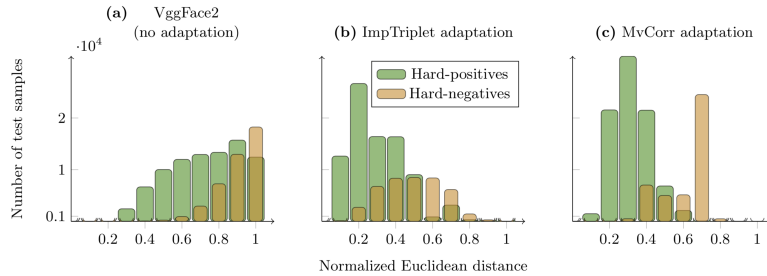 (a) VggFace2
(no adaptation)
(b) ImpTriplet adaptation
(c) MvCorr adaptation
·10⁴
Number of test samples
2
1
0.1
Hard-positives
Hard-negatives
0.2 0.4 0.6 0.8 1
0.2 0.4 0.6 0.8 1
0.2 0.4 0.6 0.8 1
Normalized Euclidean distance